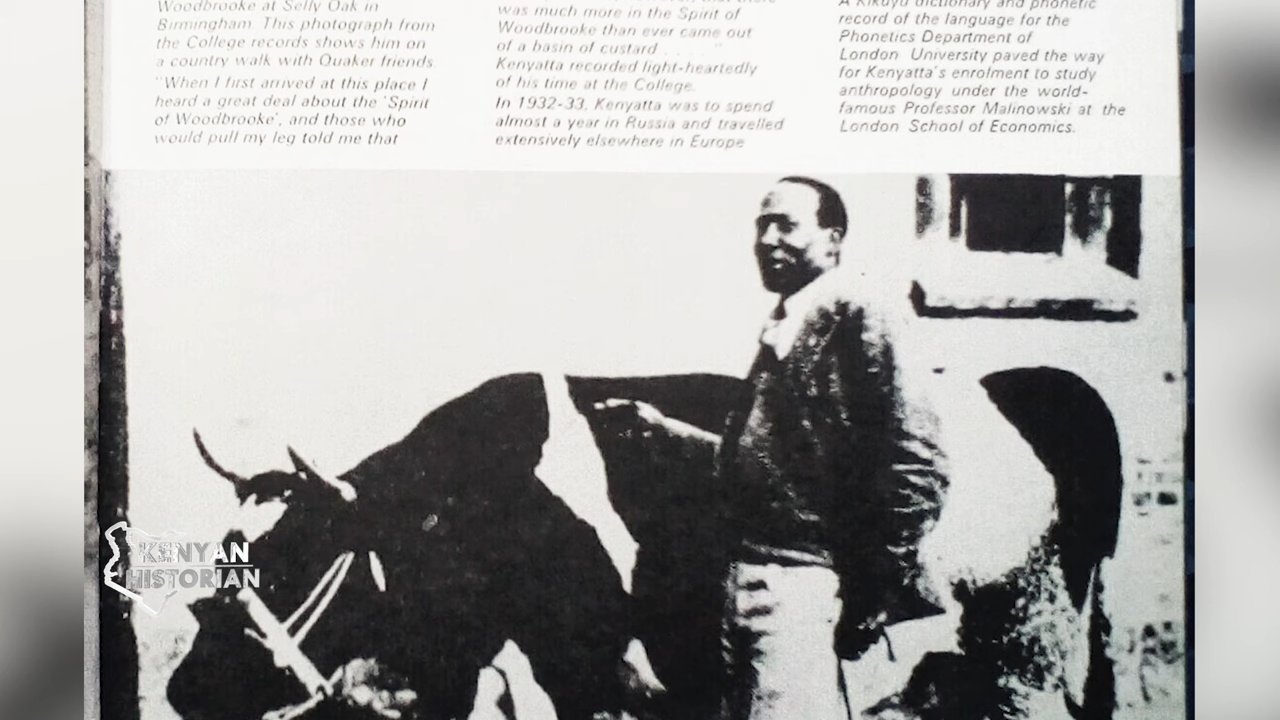 Woodbrooke at Selly Oak in
Birmingham. This photograph from
the College records shows him on
a country walk with Quaker friends.
"When I first arrived at this place I
heard a great deal about the 'Spirit
of Woodbrooke', and those who
would pull my leg told me that
was much more in the Spirit of
Woodbrooke than ever came out
of a basin of custard . . . . ."
Kenyatta recorded light-heartedly
of his time at the College.
In 1932-33, Kenyatta was to spend
almost a year in Russia and travelled
extensively elsewhere in Europe
A Kikuyu dictionary and phonetic
record of the language for the
Phonetics Department of
London University paved the way
for Kenyatta's enrolment to study
anthropology under the world-
famous Professor Malinowski at the
London School of Economics.
KENYAN
HISTORIAN